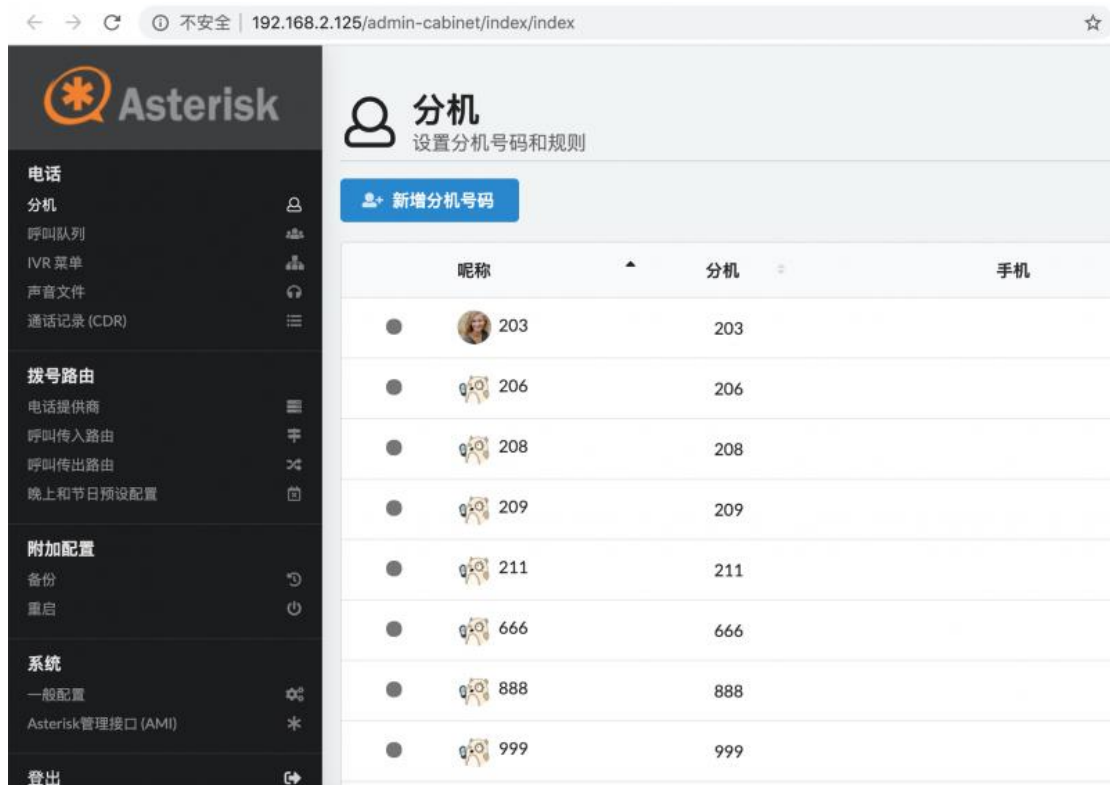 不安全 | 192.168.2.125/admin-cabinet/index/index
Asterisk
电话
分机
呼叫队列
IVR 菜单
声音文件
通话记录 (CDR)
拨号路由
电话提供商
呼叫传入路由
呼叫传出路由
晚上和节日预设配置
附加配置
备份
重启
系统
一般配置
Asterisk管理接口 (AMI)
登出
分机
设置分机号码和规则
新增分机号码
呢称 分机 手机
203 203
206 206
208 208
209 209
211 211
666 666
888 888
999 999